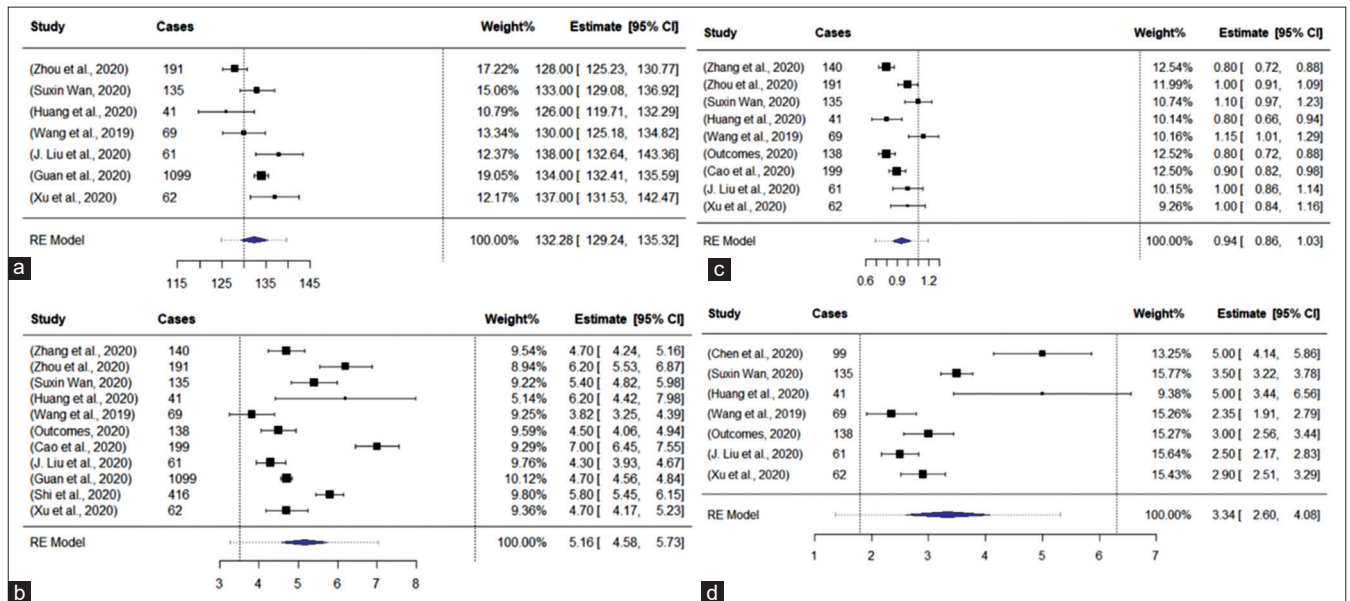 Study Cases Weight% Estimate [95% CI]
(Zhou et al., 2020) 191 17.22% 128.00 [ 125.23, 130.77]
(Suxin Wan, 2020) 135 15.06% 133.00 [ 129.08, 136.92]
(Huang et al., 2020) 41 10.79% 126.00 [ 119.71, 132.29]
(Wang et al., 2019) 69 13.34% 130.00 [ 125.18, 134.82]
(J. Liu et al., 2020) 61 12.37% 138.00 [ 132.64, 143.36]
(Guan et al., 2020) 1099 19.05% 134.00 [ 132.41, 135.59]
(Xu et al., 2020) 62 12.17% 137.00 [ 131.53, 142.47]
RE Model 100.00% 132.28 [ 129.24, 135.32]
a
115 125 135 145
Study Cases Weight% Estimate [95% CI]
(Zhang et al., 2020) 140 9.54% 4.70 [ 4.24, 5.16]
(Zhou et al., 2020) 191 8.94% 6.20 [ 5.53, 6.87]
(Suxin Wan, 2020) 135 9.22% 5.40 [ 4.82, 5.98]
(Huang et al., 2020) 41 5.14% 6.20 [ 4.42, 7.98]
(Wang et al., 2019) 69 9.25% 3.82 [ 3.25, 4.39]
(Outcomes, 2020) 138 9.59% 4.50 [ 4.06, 4.94]
(Cao et al., 2020) 199 9.29% 7.00 [ 6.45, 7.55]
(J. Liu et al., 2020) 61 9.76% 4.30 [ 3.93, 4.67]
(Guan et al., 2020) 1099 10.12% 4.70 [ 4.56, 4.84]
(Shi et al., 2020) 416 9.80% 5.80 [ 5.45, 6.15]
(Xu et al., 2020) 62 9.36% 4.70 [ 4.17, 5.23]
RE Model 100.00% 5.16 [ 4.58, 5.73]
b
3 4 5 6 7 8
Study Cases Weight% Estimate [95% CI]
(Zhang et al., 2020) 140 12.54% 0.80 [ 0.72, 0.88]
(Zhou et al., 2020) 191 11.99% 1.00 [ 0.91, 1.09]
(Suxin Wan, 2020) 135 10.74% 1.10 [ 0.97, 1.23]
(Huang et al., 2020) 41 10.14% 0.80 [ 0.66, 0.94]
(Wang et al., 2019) 69 10.16% 1.15 [ 1.01, 1.29]
(Outcomes, 2020) 138 12.52% 0.80 [ 0.72, 0.88]
(Cao et al., 2020) 199 12.50% 0.90 [ 0.82, 0.98]
(J. Liu et al., 2020) 61 10.15% 1.00 [ 0.86, 1.14]
(Xu et al., 2020) 62 9.26% 1.00 [ 0.84, 1.16]
RE Model 100.00% 0.94 [ 0.86, 1.03]
c
0.6 0.9 1.2
Study Cases Weight% Estimate [95% CI]
(Chen et al., 2020) 99 13.25% 5.00 [ 4.14, 5.86]
(Suxin Wan, 2020) 135 15.77% 3.50 [ 3.22, 3.78]
(Huang et al., 2020) 41 9.38% 5.00 [ 3.44, 6.56]
(Wang et al., 2019) 69 15.26% 2.35 [ 1.91, 2.79]
(Outcomes, 2020) 138 15.27% 3.00 [ 2.56, 3.44]
(J. Liu et al., 2020) 61 15.64% 2.50 [ 2.17, 2.83]
(Xu et al., 2020) 62 15.43% 2.90 [ 2.51, 3.29]
RE Model 100.00% 3.34 [ 2.60, 4.08]
1 2 3 4 5 6 7
d